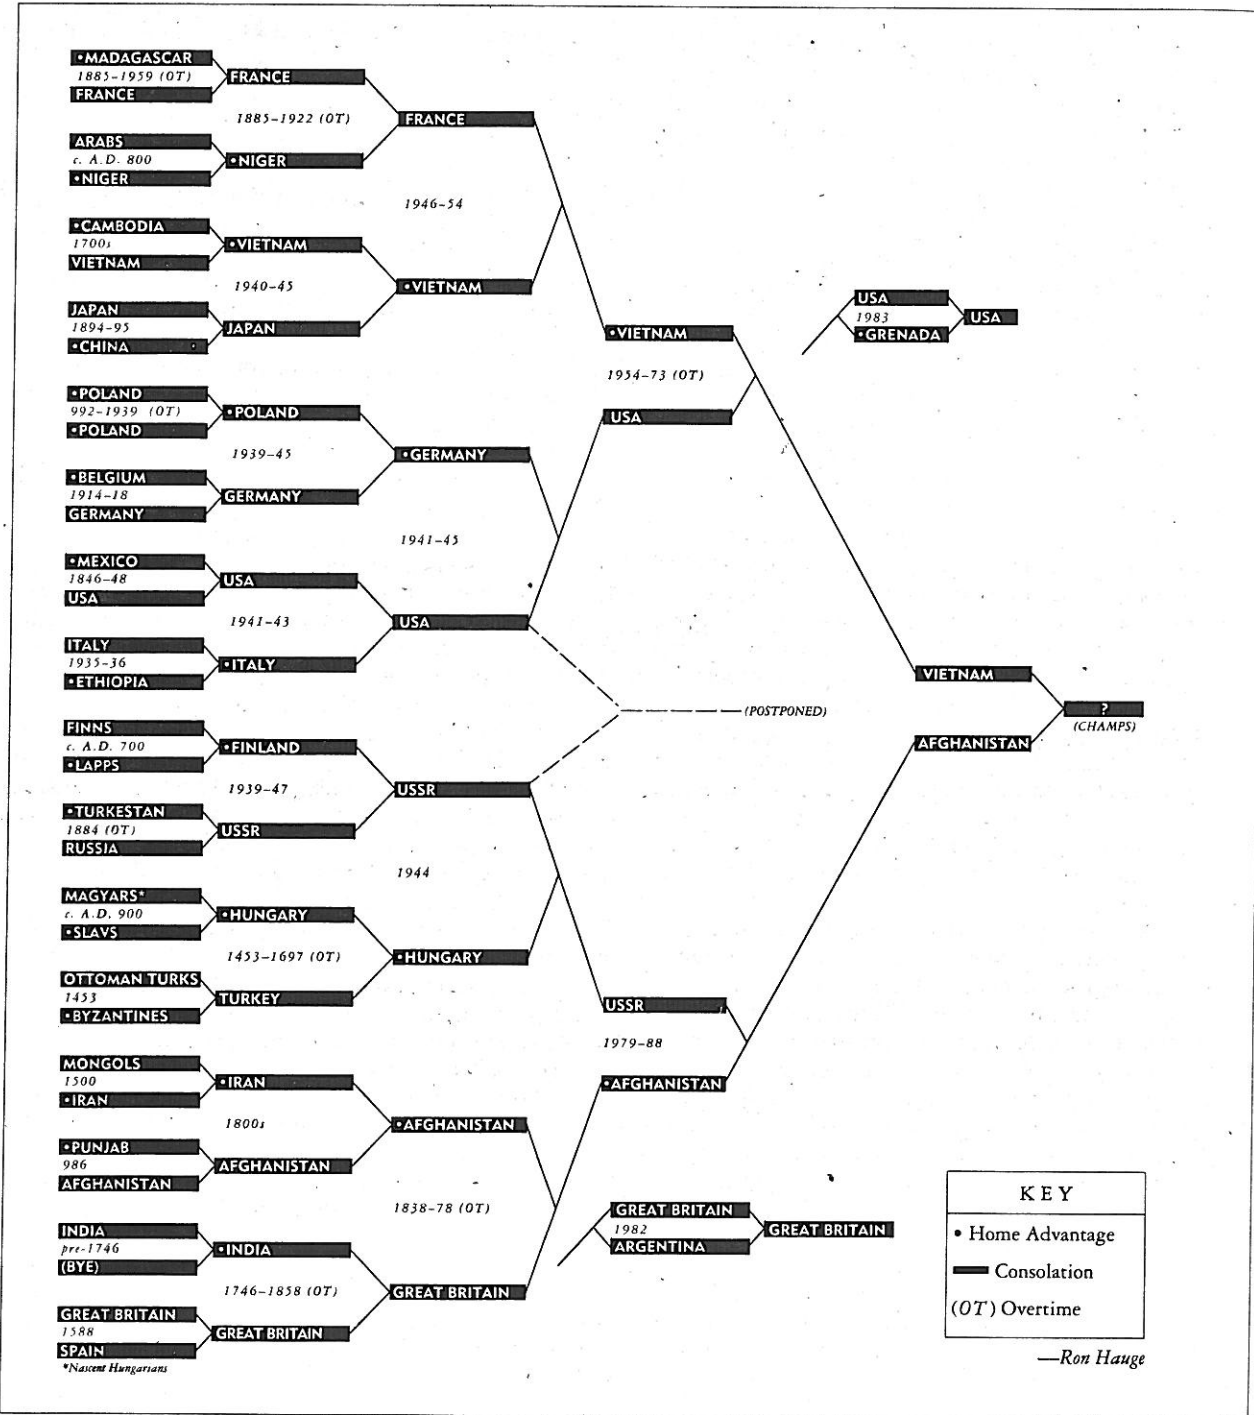 •MADAGASCAR
1885-1959 (OT)
FRANCE
ARABS
c. A.D. 800
•NIGER
•CAMBODIA
1700s
VIETNAM
JAPAN
1894-95
•CHINA
•POLAND
992-1939 (OT)
•POLAND
•BELGIUM
1914-18
GERMANY
•MEXICO
1846-48
USA
ITALY
1935-36
•ETHIOPIA
FINNS
c. A.D. 700
•LAPPS
•TURKESTAN
1884 (OT)
RUSSIA
MAGYARS*
c. A.D. 900
•SLAVS
OTTOMAN TURKS
1453
•BYZANTINES
MONGOLS
1500
•IRAN
•PUNJAB
986
AFGHANISTAN
INDIA
pre-1746
(BYE)
GREAT BRITAIN
1588
SPAIN
*Nascent Hungarians
FRANCE
1885-1922 (OT)
•NIGER
•VIETNAM
1940-45
JAPAN
•POLAND
1939-45
GERMANY
USA
1941-43
•ITALY
•FINLAND
1939-47
USSR
•HUNGARY
1453-1697 (OT)
TURKEY
•IRAN
1800s
AFGHANISTAN
•INDIA
1746-1858 (OT)
GREAT BRITAIN
FRANCE
1946-54
•VIETNAM
•GERMANY
1941-45
USA
USSR
1944
•HUNGARY
•AFGHANISTAN
1838-78 (OT)
GREAT BRITAIN
•VIETNAM
1954-73 (OT)
USA
(POSTPONED)
USSR
1979-88
•AFGHANISTAN
GREAT BRITAIN
1982
ARGENTINA
GREAT BRITAIN
USA
1983
•GRENADA
USA
VIETNAM
AFGHANISTAN
?
(CHAMPS)
KEY
• Home Advantage
Consolation
(OT) Overtime
—Ron Hauge